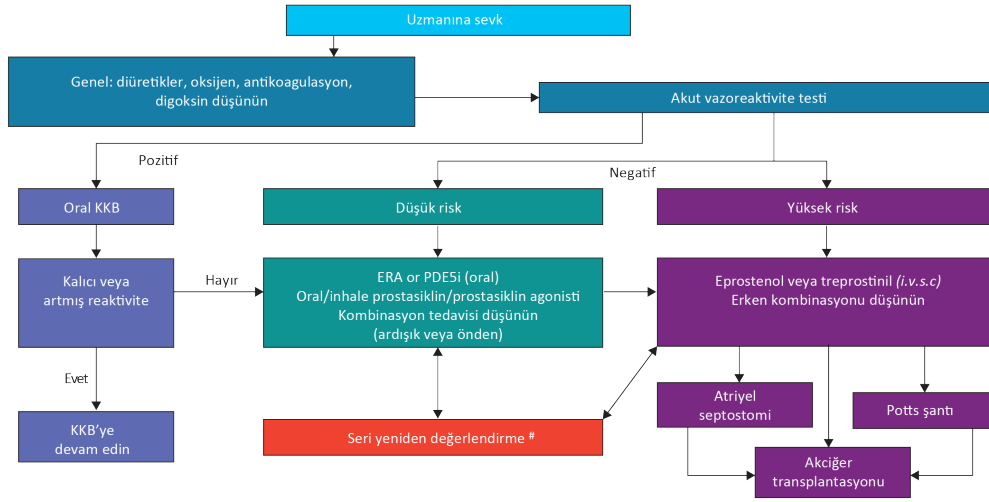 Uzmanına sevk
Genel: diüretikler, oksijen, antikoagulasyon,
digoksin düşünün
Akut vazoreaktivite testi
Pozitif
Negatif
Oral KKB
Düşük risk
Yüksek risk
Kalıcı veya
artmış reaktivite
Hayır
ERA or PDE5i (oral)
Oral/inhale prostasiklin/prostasiklin agonisti
Kombinasyon tedavisi düşünün
(ardışık veya önden)
Eprostenol veya treprostinil (i.v.s.c)
Erken kombinasyonu düşünün
Evet
KKB’ye
devam edin
Seri yeniden değerlendirme #
Atriyel
septostomi
Potts şantı
Akciğer
transplantasyonu